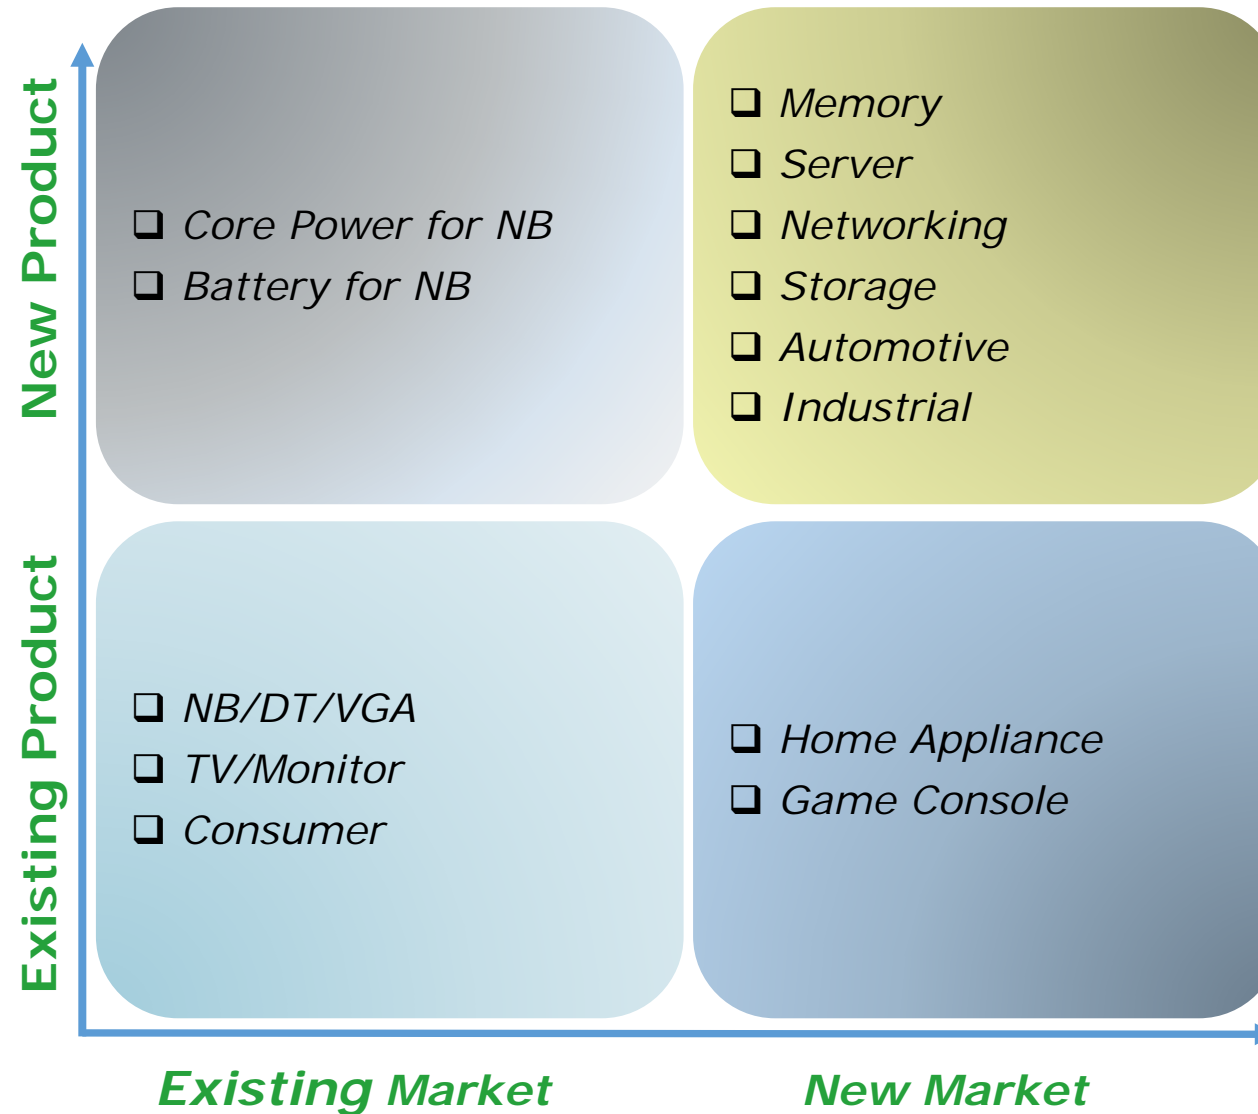 New Product
Core Power for NB
Battery for NB
Memory
Server
Networking
Storage
Automotive
Industrial
Existing Product
NB/DT/VGA
TV/Monitor
Consumer
Home Appliance
Game Console
Existing Market
New Market